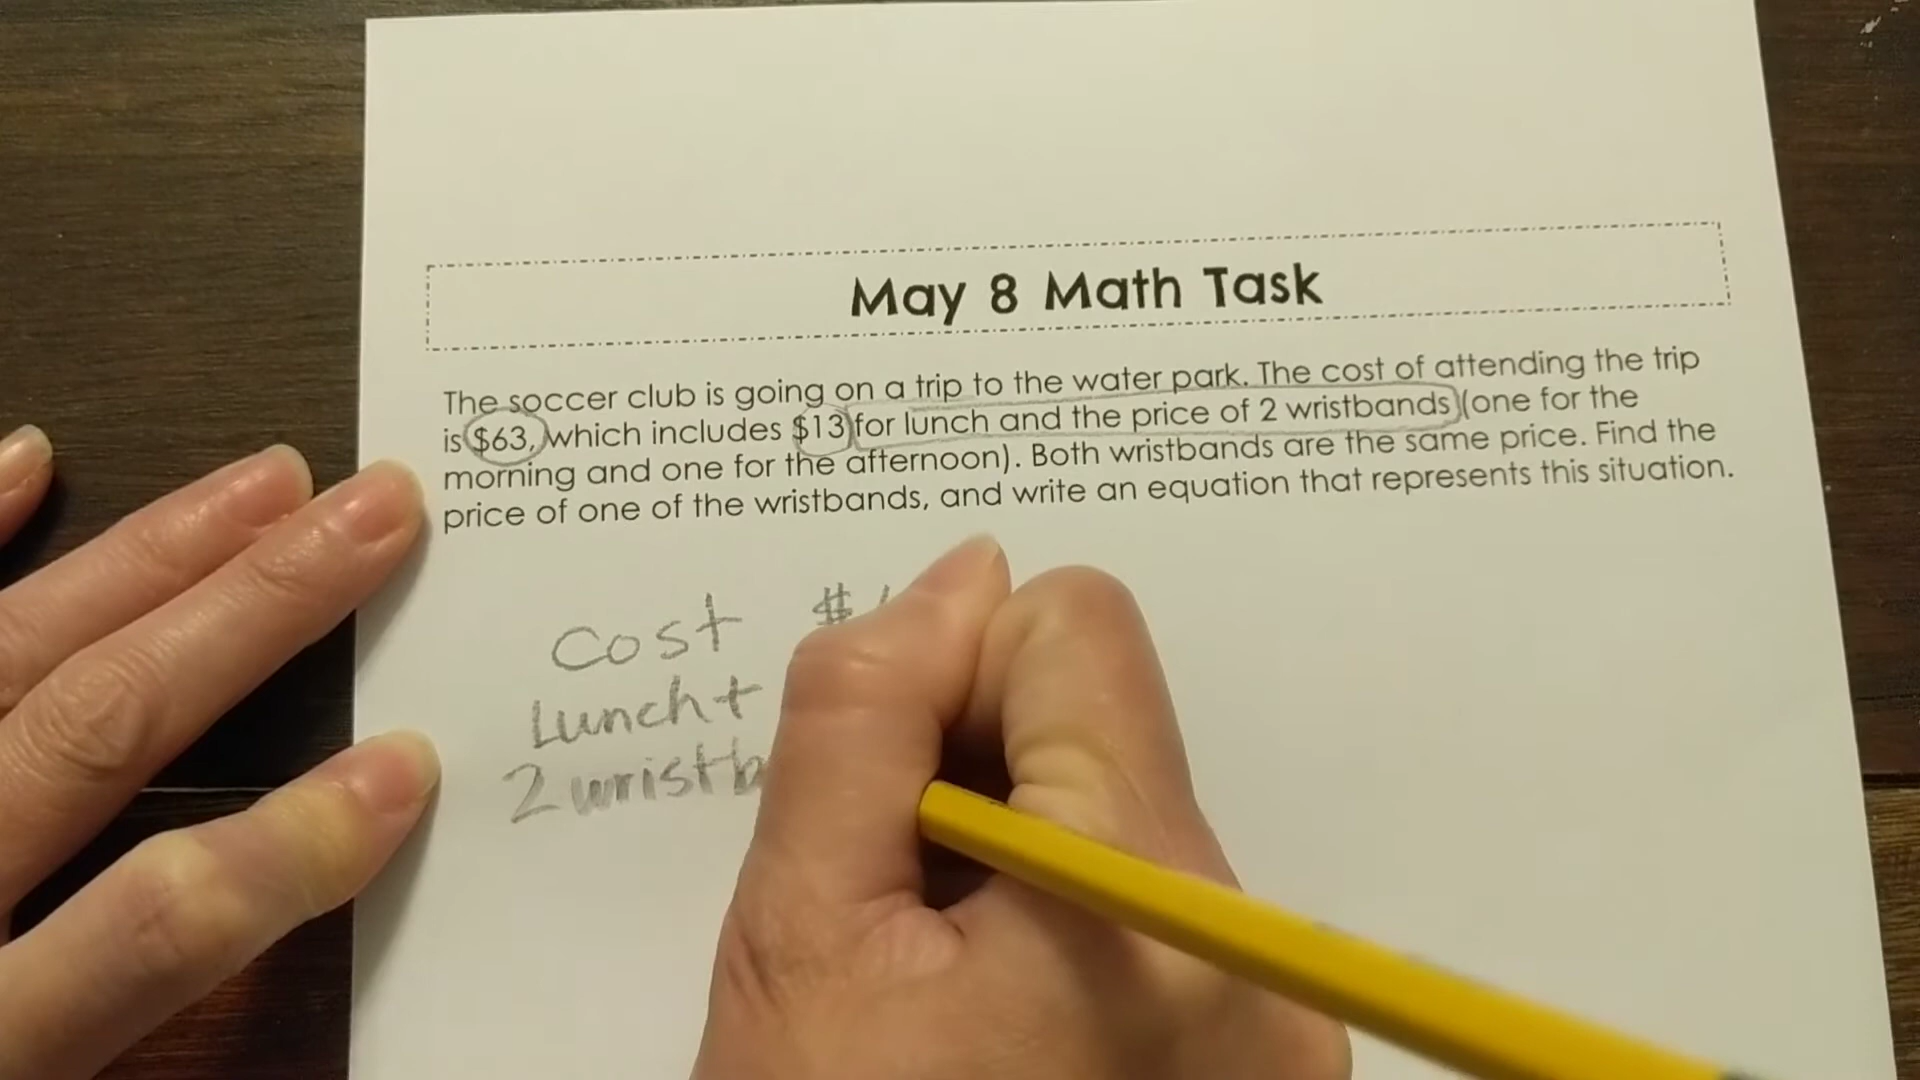 May 8 Math Task
The soccer club is going on a trip to the water park. The cost of attending the trip
is $63, which includes $13 for lunch and the price of 2 wristbands (one for the
morning and one for the afternoon). Both wristbands are the same price. Find the
price of one of the wristbands, and write an equation that represents this situation.
Cost $
Lunch +
2 wristb